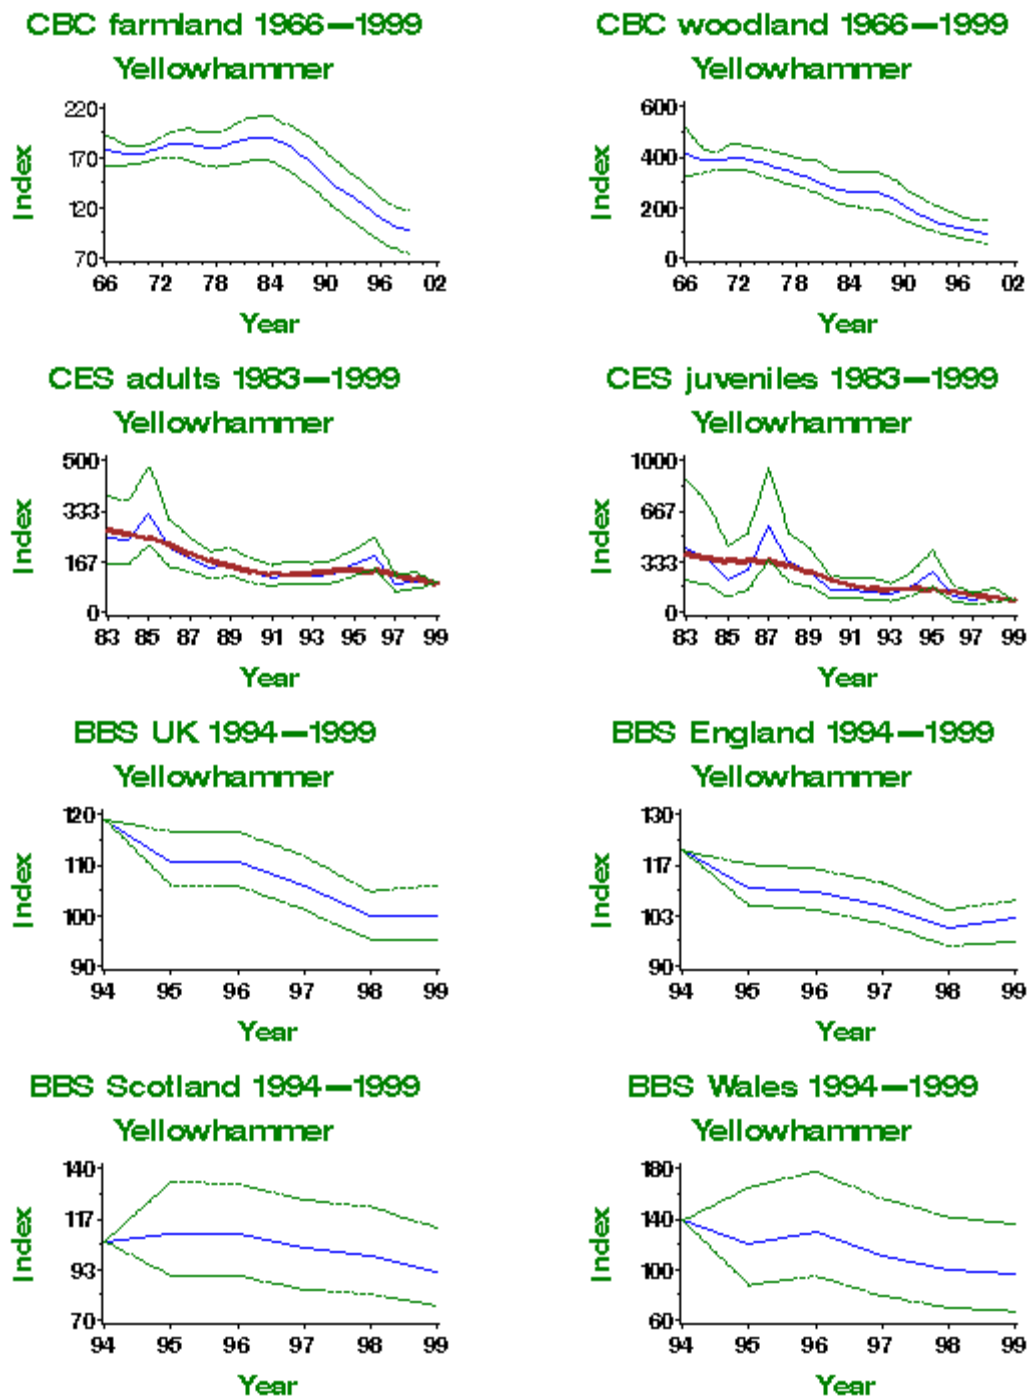 CBC farmland 1966—1999
Yellowhammer
220
170
120
70
Index
66 72 78 84 90 96 02
Year
CBC woodland 1966—1999
Yellowhammer
600
400
200
0
Index
66 72 78 84 90 96 02
Year
CES adults 1983—1999
Yellowhammer
500
333
167
0
Index
83 85 87 89 91 93 95 97 99
Year
CES juveniles 1983—1999
Yellowhammer
1000
667
333
0
Index
83 85 87 89 91 93 95 97 99
Year
BBS UK 1994—1999
Yellowhammer
120
110
100
90
Index
94 95 96 97 98 99
Year
BBS England 1994—1999
Yellowhammer
130
117
103
90
Index
94 95 96 97 98 99
Year
BBS Scotland 1994—1999
Yellowhammer
140
117
93
70
Index
94 95 96 97 98 99
Year
BBS Wales 1994—1999
Yellowhammer
180
140
100
60
Index
94 95 96 97 98 99
Year